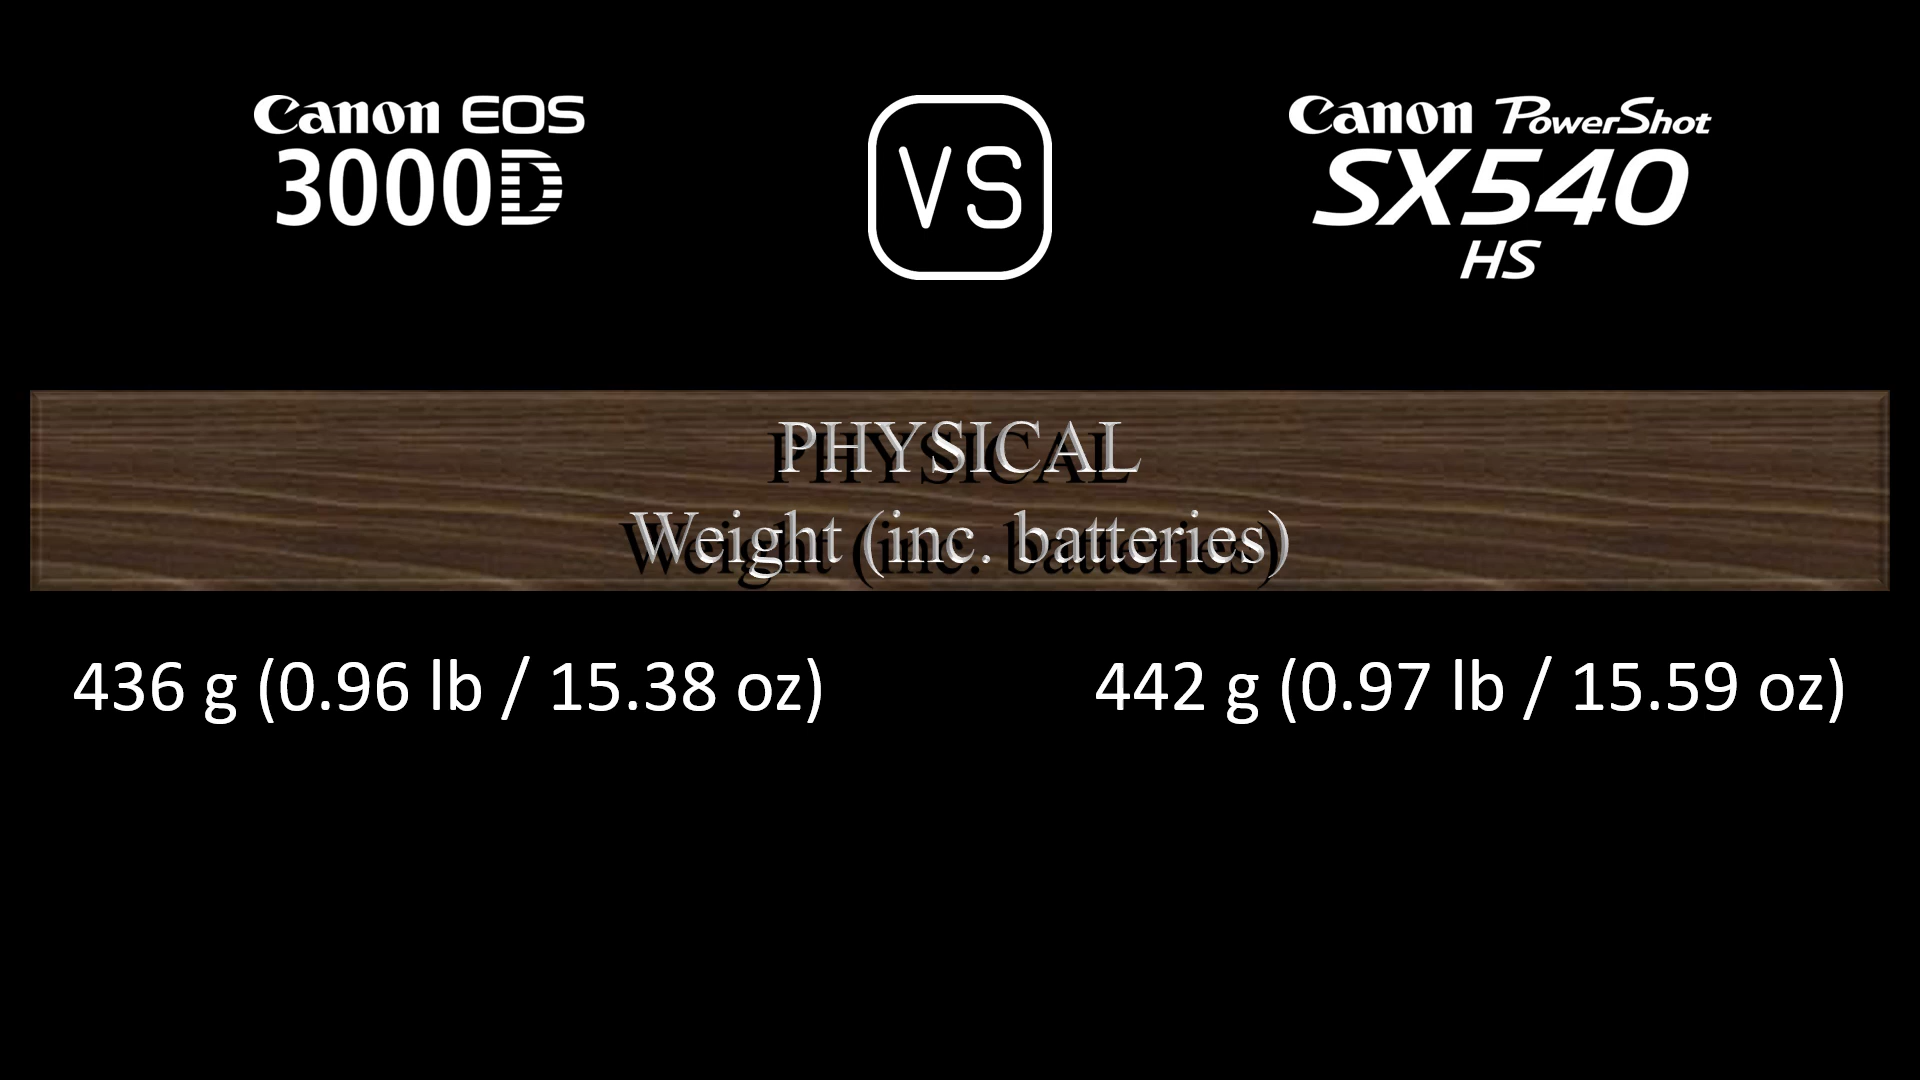 Canon EOS
3000D
VS
Canon PowerShot
SX540
HS
PHYSICAL
Weight (inc. batteries)
436 g (0.96 lb / 15.38 oz)
442 g (0.97 lb / 15.59 oz)